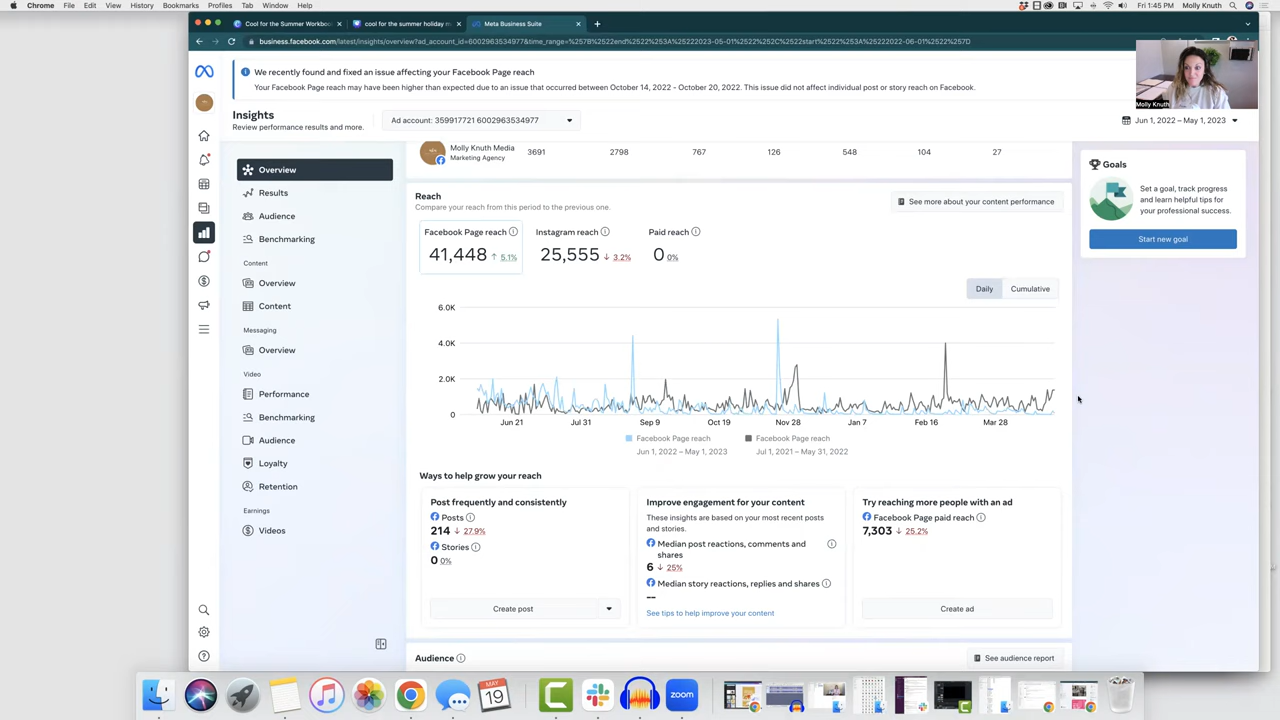 Chrome File Edit View History Bookmarks Profiles Tab Window Help
Fri 1:45 PM Molly Knuth
Cool for the Summer Workboo
cool for the summer holiday m
Meta Business Suite
business.facebook.com/latest/insights/overview?ad_account_id=6002963534977&time_range=%257B%2522end%2522%253A%25222023-05-01%2522%252C%2522start%2522%253A%25222022-06-01%2522%257D
Molly Knuth
We recently found and fixed an issue affecting your Facebook Page reach
Your Facebook Page reach may have been higher than expected due to an issue that occurred between October 14, 2022 - October 20, 2022. This issue did not affect individual post or story reach on Facebook.
Insights
Review performance results and more.
Ad account: 359917721 6002963534977
Jun 1, 2022 – May 1, 2023
Overview
Results
Audience
Benchmarking
Content
Overview
Content
Messaging
Overview
Video
Performance
Benchmarking
Audience
Loyalty
Retention
Earnings
Videos
Molly Knuth Media
Marketing Agency
3691 2798 767 126 548 104 27
Reach
Compare your reach from this period to the previous one.
See more about your content performance
Facebook Page reach
41,448 ↑ 5.1%
Instagram reach
25,555 ↓ 3.2%
Paid reach
0 0%
Daily Cumulative
6.0K
4.0K
2.0K
0
Jun 21 Jul 31 Sep 9 Oct 19 Nov 28 Jan 7 Feb 16 Mar 28
Facebook Page reach
Jun 1, 2022 – May 1, 2023
Facebook Page reach
Jul 1, 2021 – May 31, 2022
Ways to help grow your reach
Post frequently and consistently
Posts
214 ↓ 27.9%
Stories
0 0%
Create post
Improve engagement for your content
These insights are based on your most recent posts
and stories.
Median post reactions, comments and
shares
6 ↓ 25%
Median story reactions, replies and shares
--
See tips to help improve your content
Try reaching more people with an ad
Facebook Page paid reach
7,303 ↓ 25.2%
Create ad
Audience
See audience report
Goals
Set a goal, track progress
and learn helpful tips for
your professional success.
Start new goal
MAY
19
zoom